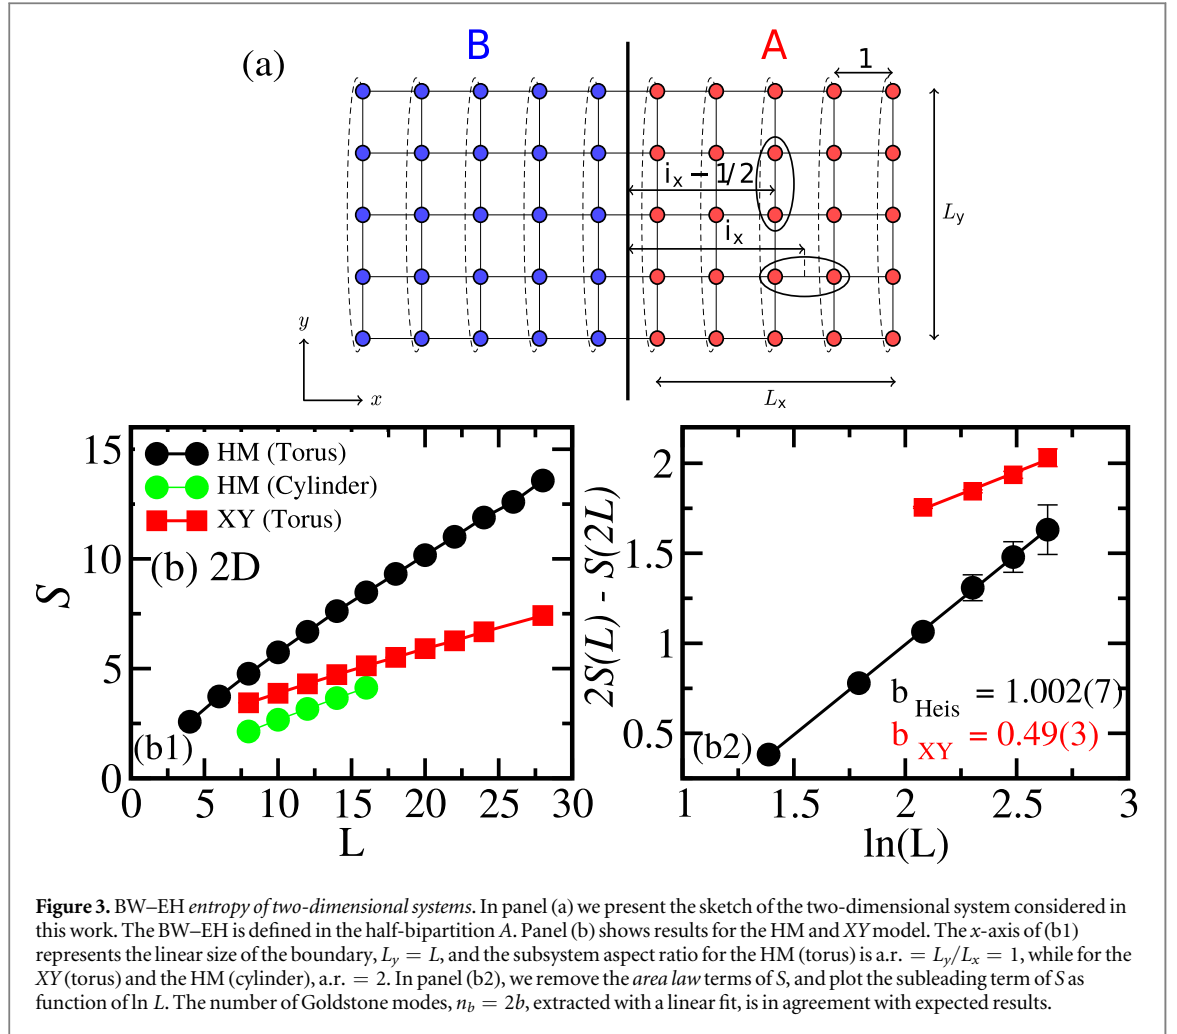 (a)
B
A
1
iₓ − 1/2
iₓ
L_y
y
x
Lₓ
HM (Torus)
HM (Cylinder)
XY (Torus)
(b) 2D
(b1)
S
15
10
5
0
0 5 10 15 20 25 30
L
2S(L) - S(2L)
2
1.5
1
0.5
b Heis = 1.002(7)
b XY = 0.49(3)
(b2)
1 1.5 2 2.5 3
ln(L)
Figure 3. BW–EH entropy of two-dimensional systems. In panel (a) we present the sketch of the two-dimensional system considered in
this work. The BW–EH is defined in the half-bipartition A. Panel (b) shows results for the HM and XY model. The x-axis of (b1)
represents the linear size of the boundary, L_y = L, and the subsystem aspect ratio for the HM (torus) is a.r. = L_y/Lₓ = 1, while for the
XY (torus) and the HM (cylinder), a.r. = 2. In panel (b2), we remove the area law terms of S, and plot the subleading term of S as
function of ln L. The number of Goldstone modes, n_b = 2b, extracted with a linear fit, is in agreement with expected results.